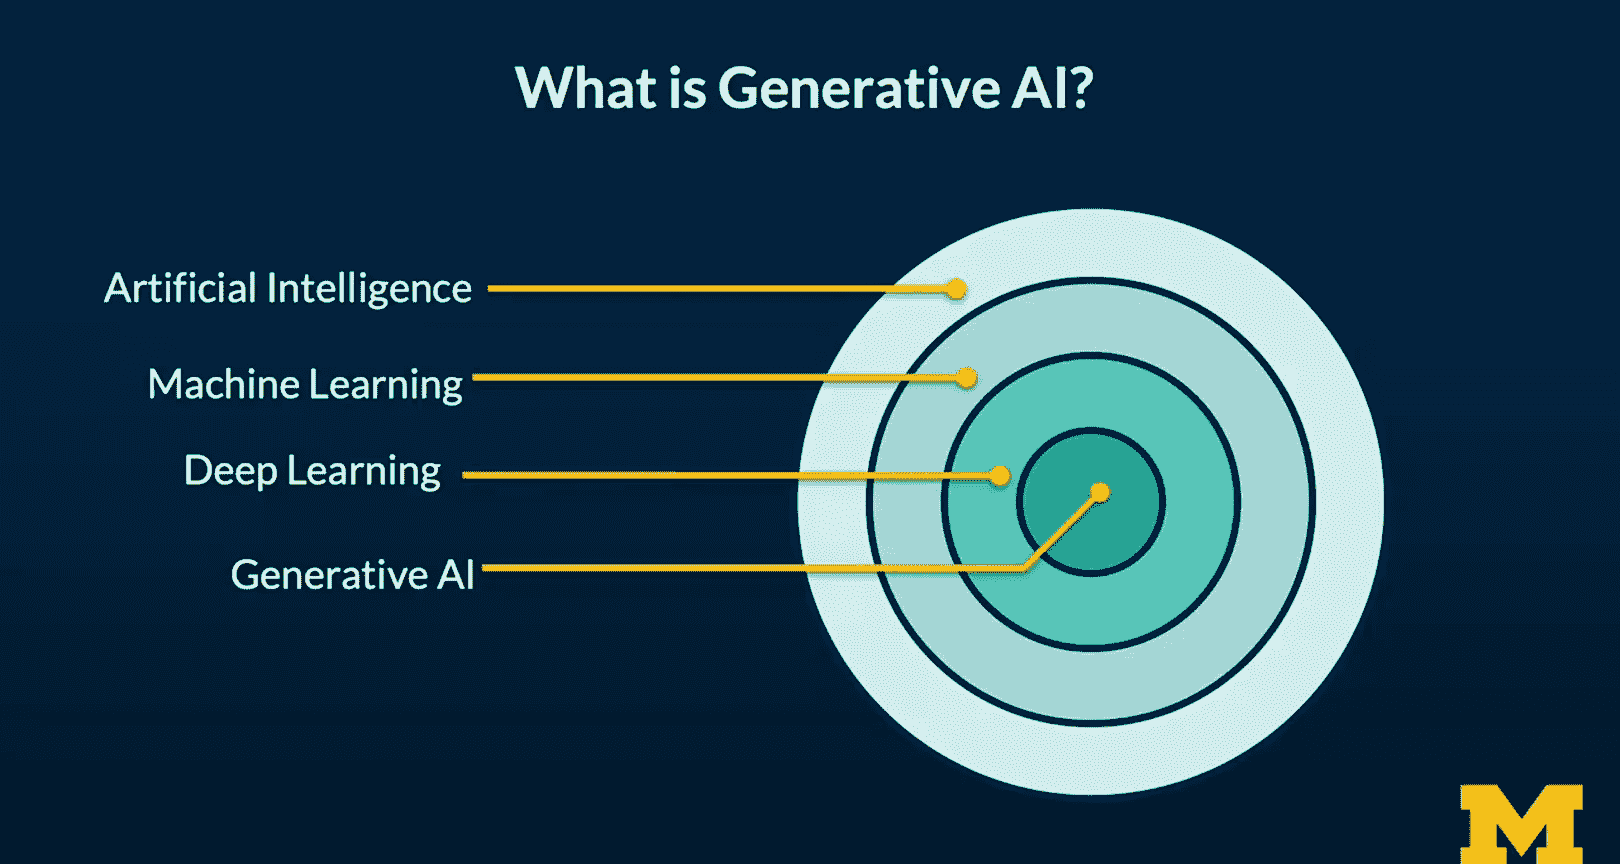 What is Generative AI?
Artificial Intelligence
Machine Learning
Deep Learning
Generative AI
M